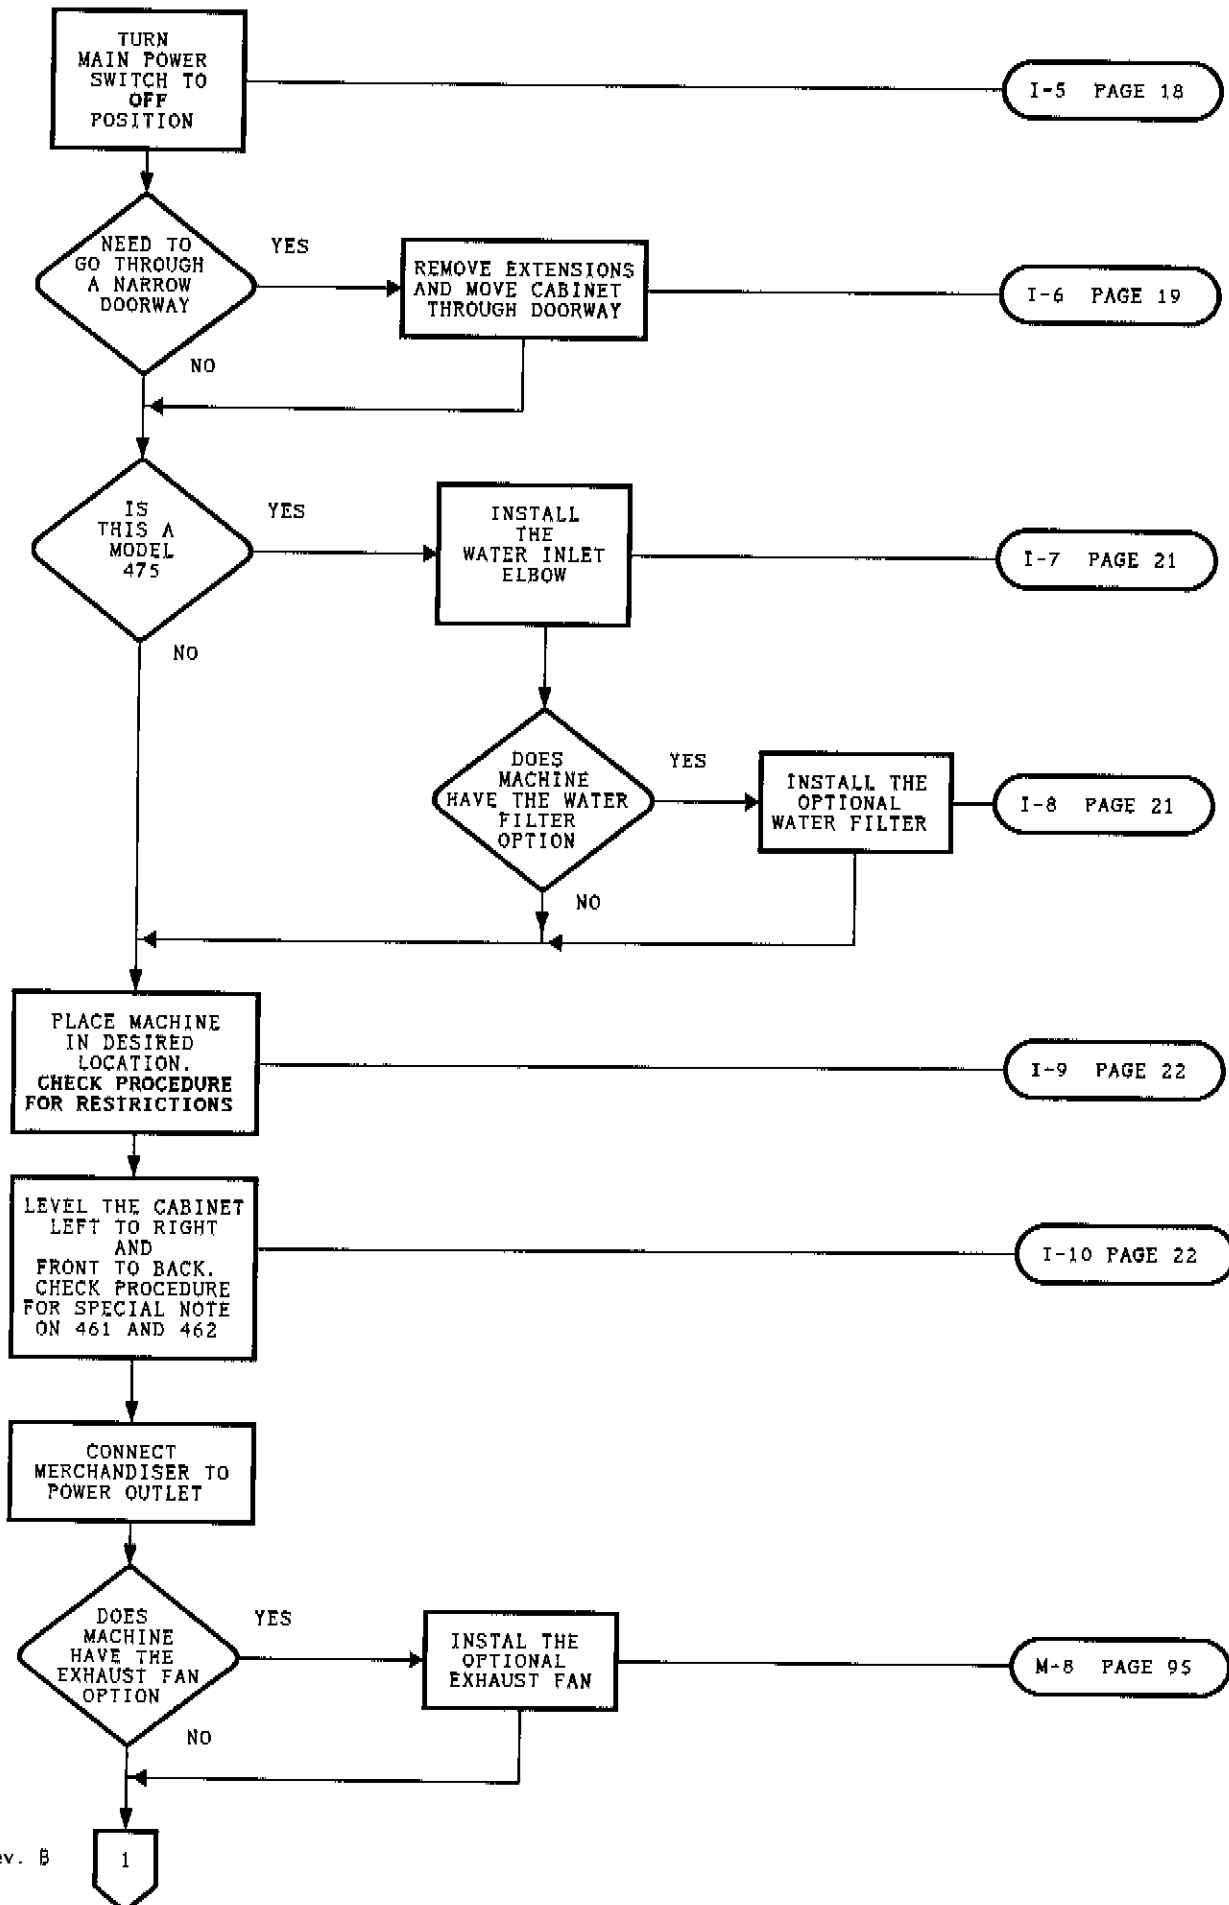 TURN
MAIN POWER
SWITCH TO
OFF
POSITION
I-5 PAGE 18
NEED TO
GO THROUGH
A NARROW
DOORWAY
YES
REMOVE EXTENSIONS
AND MOVE CABINET
THROUGH DOORWAY
I-6 PAGE 19
NO
IS
THIS A
MODEL
475
YES
INSTALL
THE
WATER INLET
ELBOW
I-7 PAGE 21
NO
DOES
MACHINE
HAVE THE WATER
FILTER
OPTION
YES
INSTALL THE
OPTIONAL
WATER FILTER
I-8 PAGE 21
NO
PLACE MACHINE
IN DESIRED
LOCATION.
CHECK PROCEDURE
FOR RESTRICTIONS
I-9 PAGE 22
LEVEL THE CABINET
LEFT TO RIGHT
AND
FRONT TO BACK.
CHECK PROCEDURE
FOR SPECIAL NOTE
ON 461 AND 462
I-10 PAGE 22
CONNECT
MERCHANDISER TO
POWER OUTLET
DOES
MACHINE
HAVE THE
EXHAUST FAN
OPTION
YES
INSTAL THE
OPTIONAL
EXHAUST FAN
M-8 PAGE 95
NO
ev. B
1